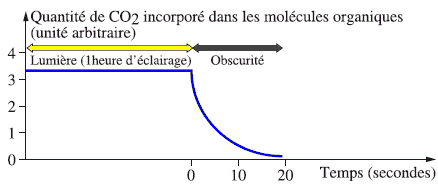 Quantité de CO2 incorporé dans les molécules organiques
(unité arbitraire)
4
Lumière (1heure d'éclairage) Obscurité
3
2
1
0
0 10 20 Temps (secondes)